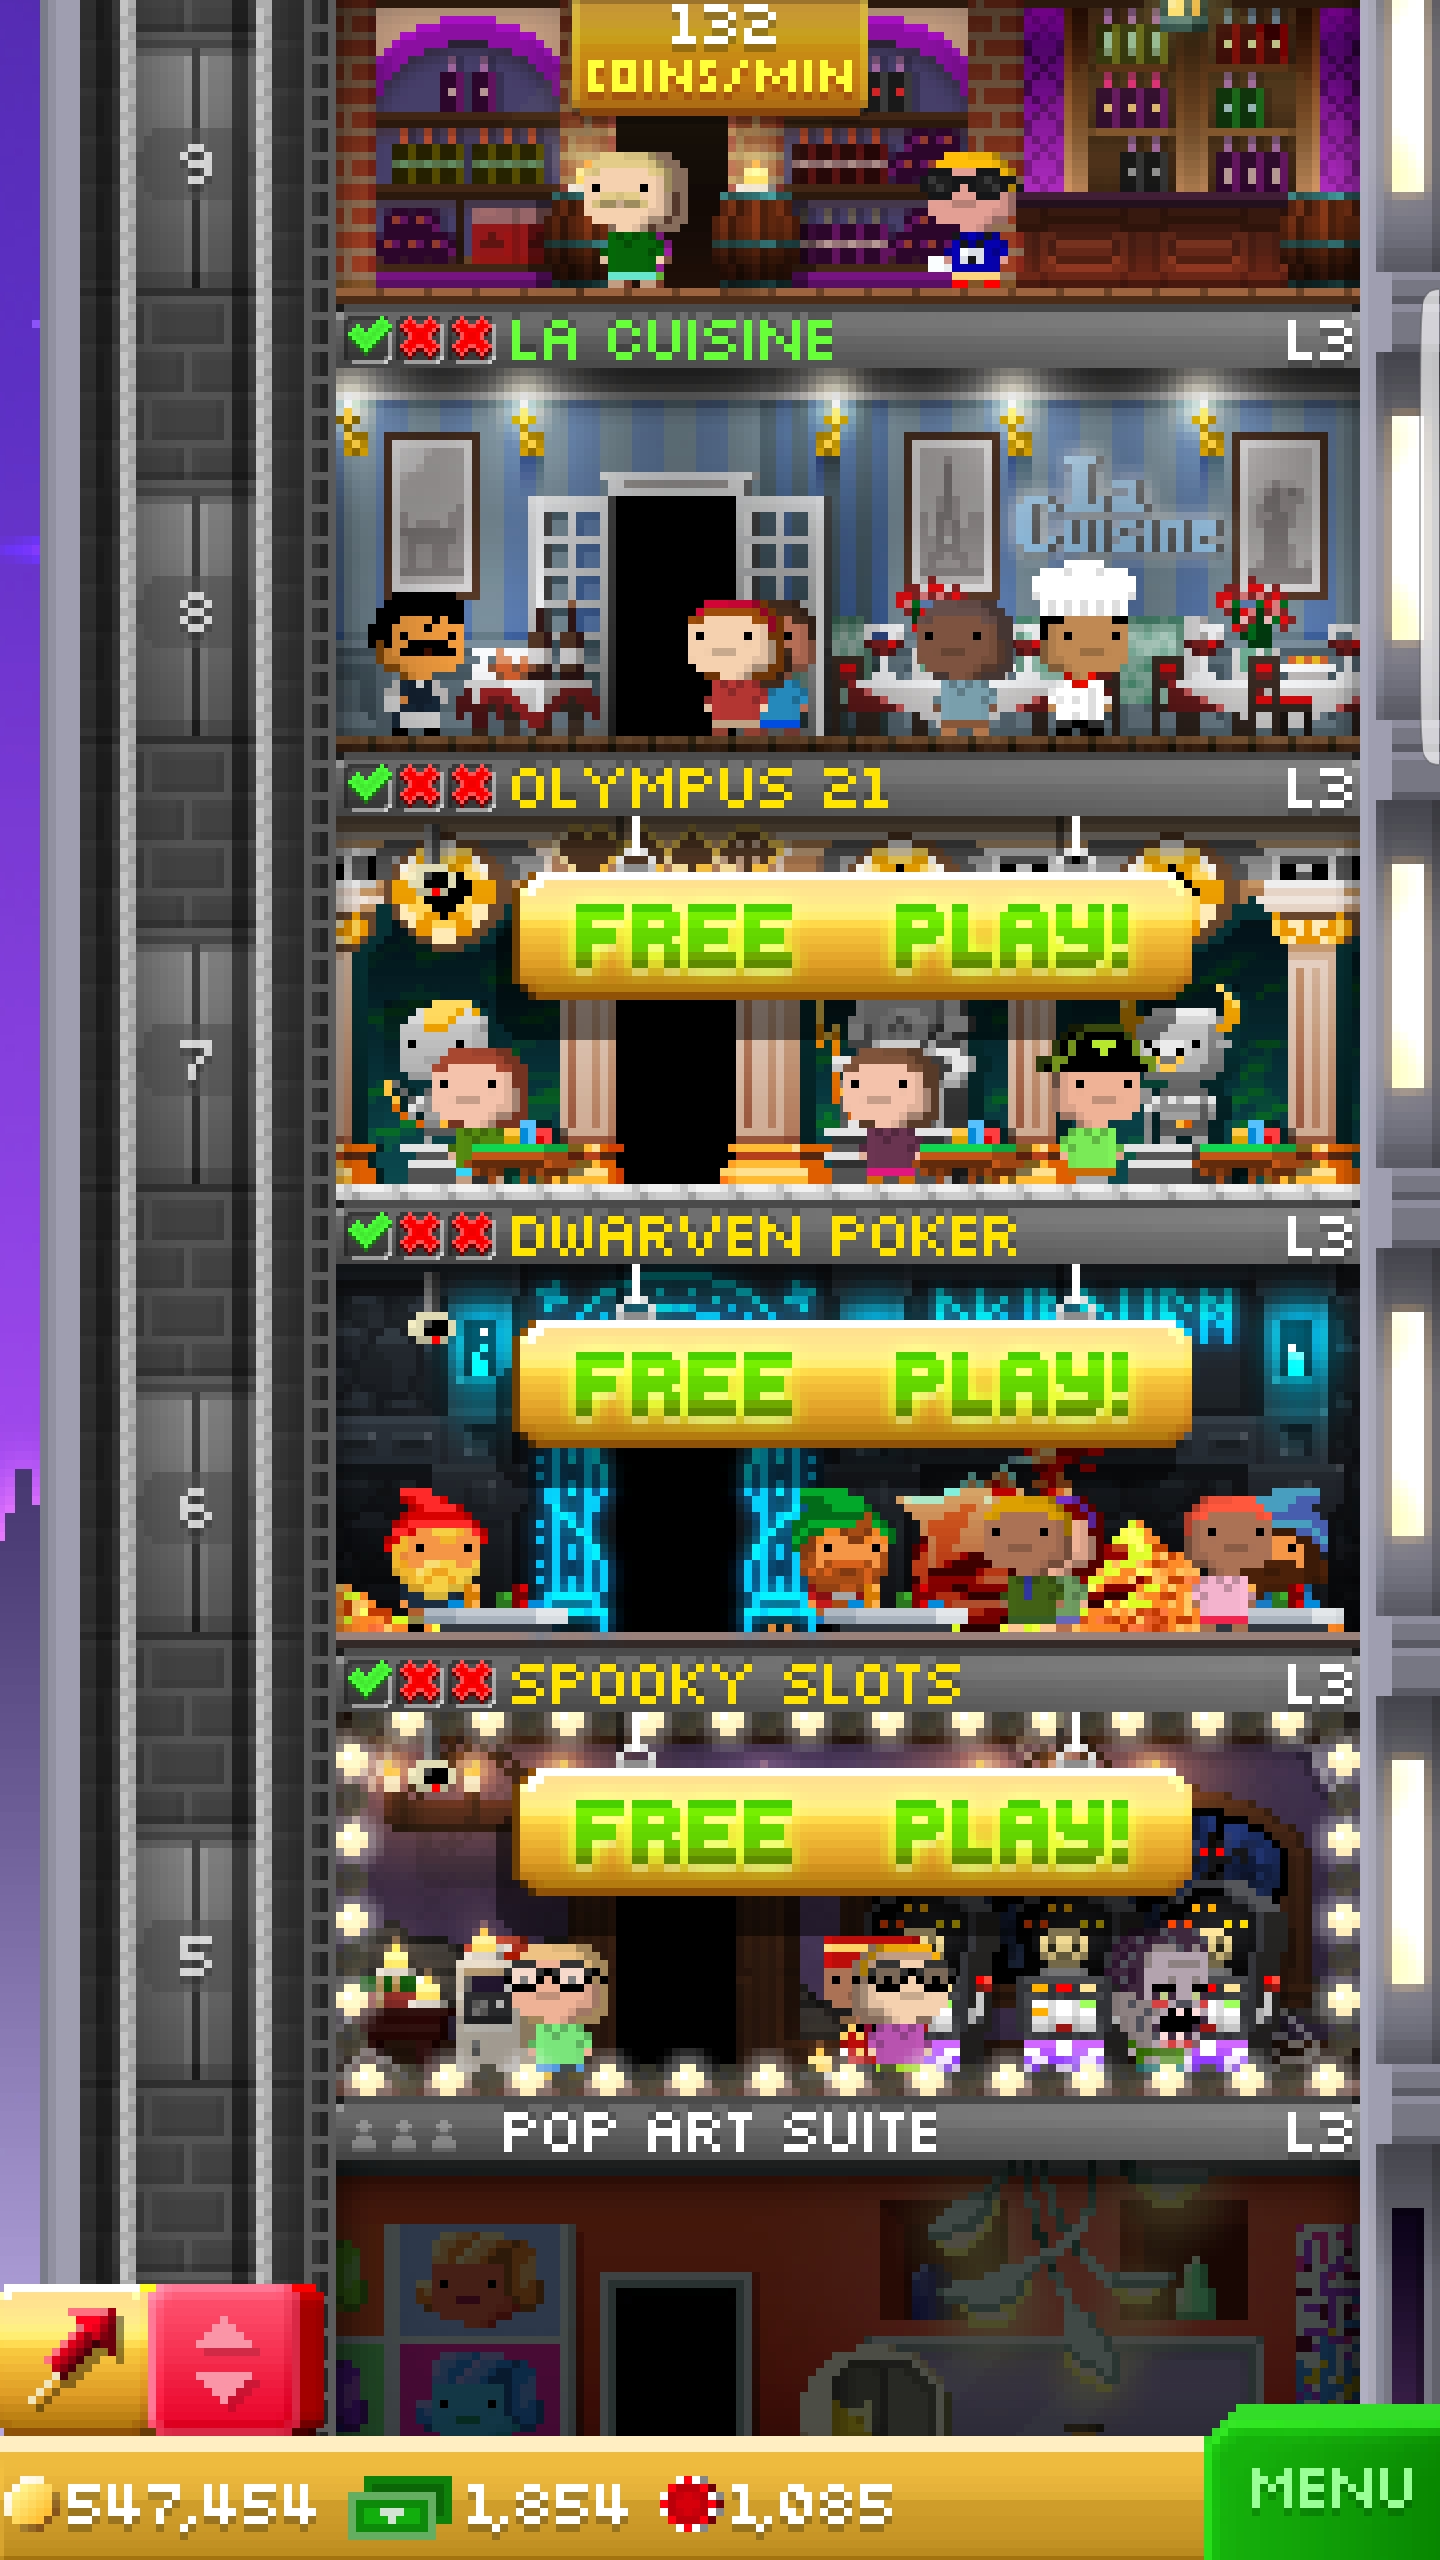 132
COINS/MIN
9
LA CUISINE L3
La
Cuisine
8
OLYMPUS 21 L3
FREE PLAY!
7
DWARVEN POKER L3
FREE PLAY!
6
SPOOKY SLOTS L3
FREE PLAY!
5
POP ART SUITE L3
547,454 1,854 1,085 MENU